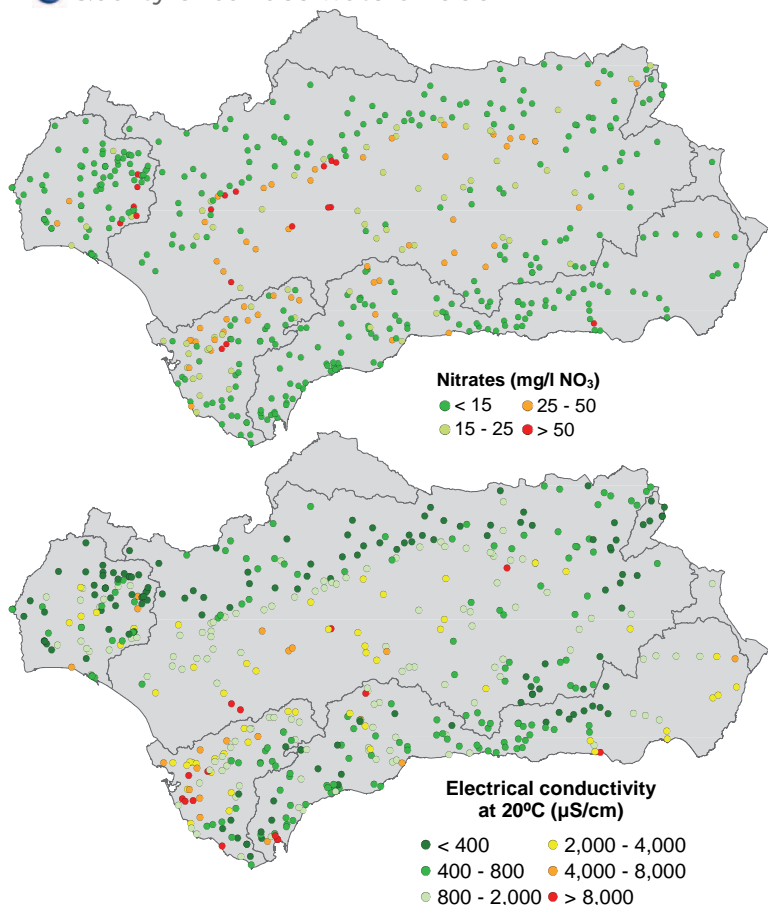 Nitrates (mg/l NO₃)
< 15 25 - 50
15 - 25 > 50
Electrical conductivity
at 20ºC (µS/cm)
< 400 2,000 - 4,000
400 - 800 4,000 - 8,000
800 - 2,000 > 8,000